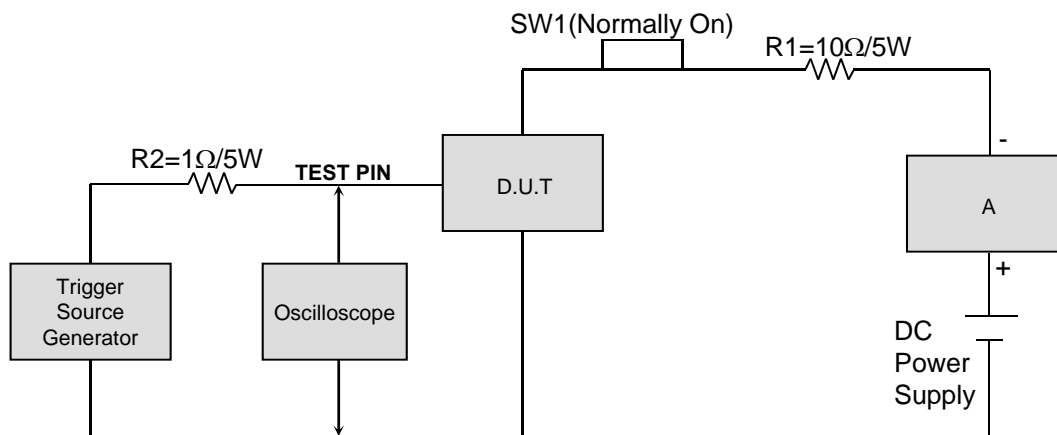 SW1(Normally On)
R1=10Ω/5W
R2=1Ω/5W
TEST PIN
D.U.T
-
A
+
Trigger
Source
Generator
Oscilloscope
DC
Power
Supply